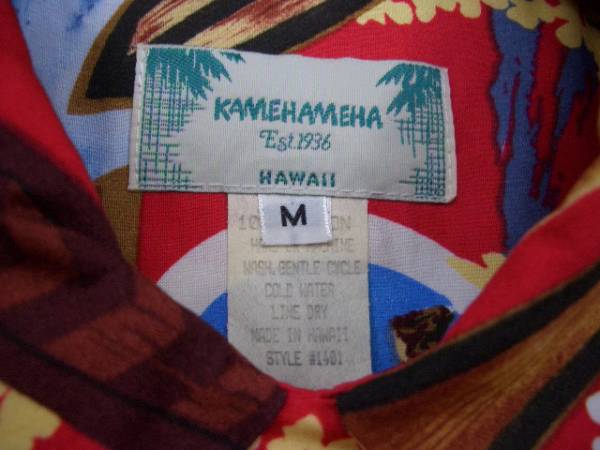 KAMEHAMEHA
Est. 1936
HAWAII
M
WASH, GENTLE CYCLE
COLD WATER
LINE DRY
MADE IN HAWAII
STYLE #1401